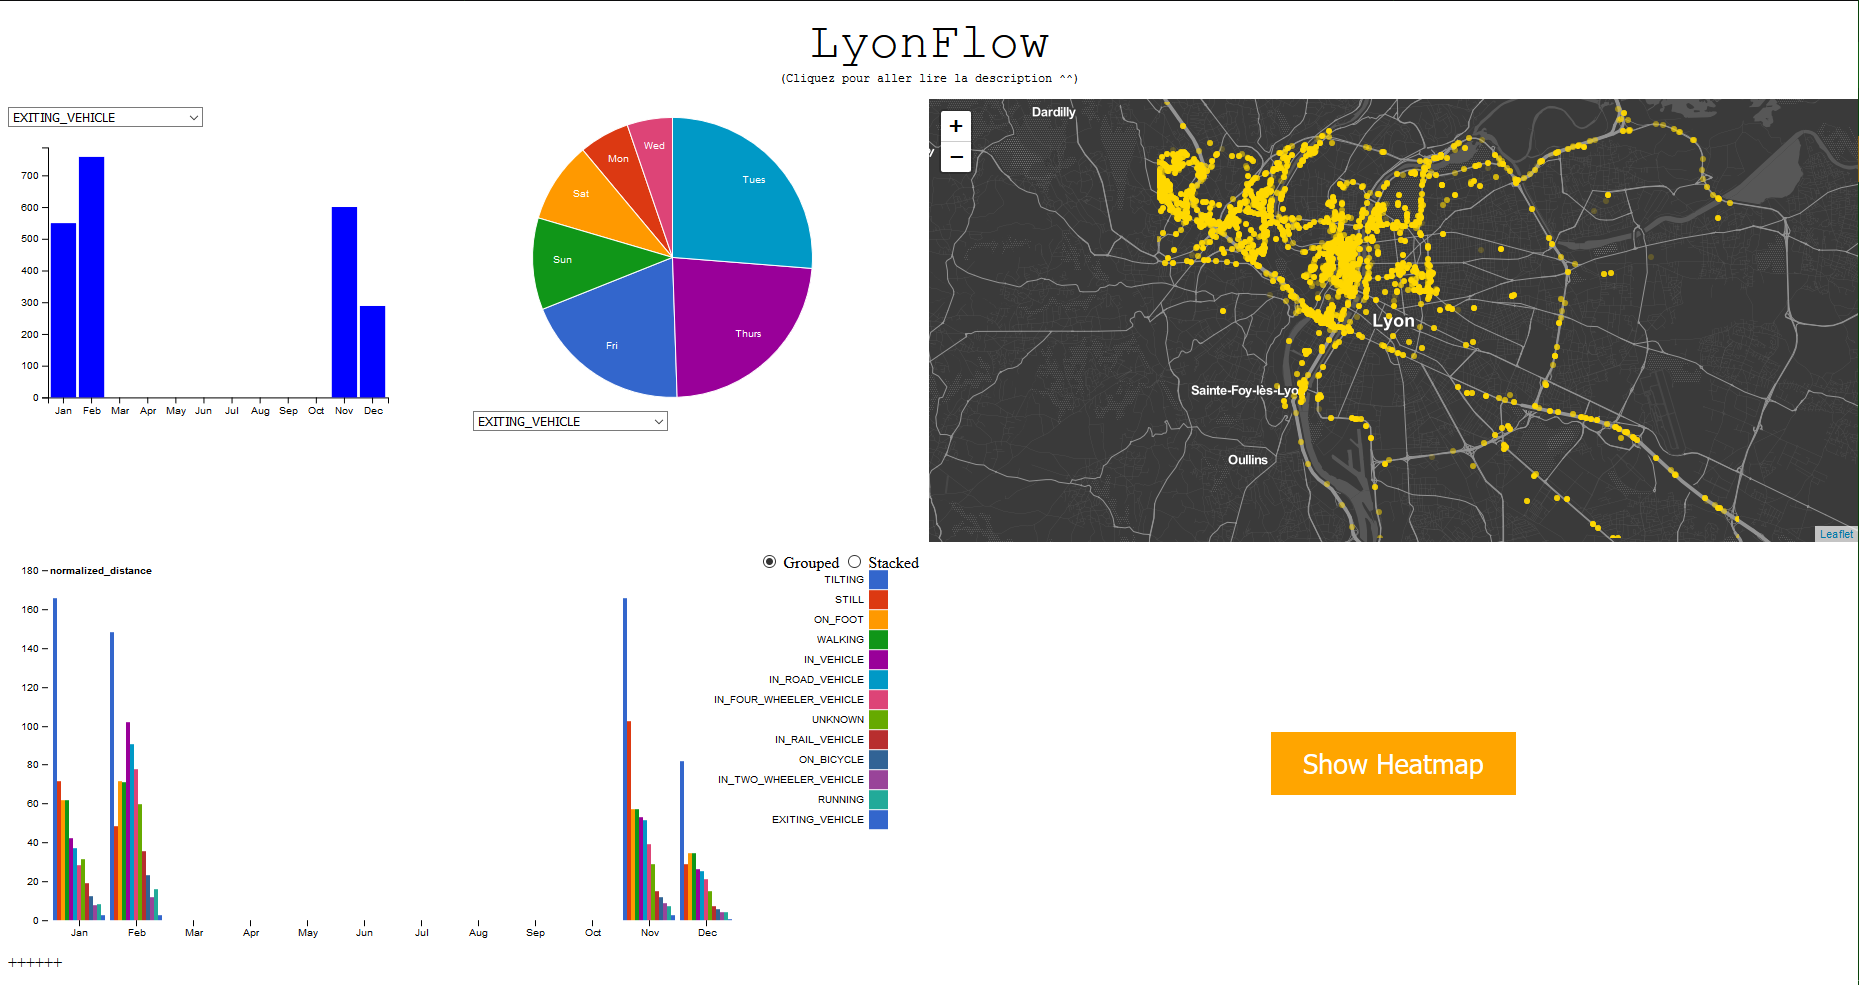 LyonFlow
(Cliquez pour aller lire la description ^^)
EXITING_VEHICLE
700
600
500
400
300
200
100
0
Jan Feb Mar Apr May Jun Jul Aug Sep Oct Nov Dec
Wed
Mon
Tues
Sat
Sun
Thurs
Fri
EXITING_VEHICLE
+
−
Dardilly
Lyon
Sainte-Foy-lès-Lyo
Oullins
Leaflet
Grouped Stacked
180 normalized_distance
160
140
120
100
80
60
40
20
0
Jan Feb Mar Apr May Jun Jul Aug Sep Oct Nov Dec
TILTING
STILL
ON_FOOT
WALKING
IN_VEHICLE
IN_ROAD_VEHICLE
IN_FOUR_WHEELER_VEHICLE
UNKNOWN
IN_RAIL_VEHICLE
ON_BICYCLE
IN_TWO_WHEELER_VEHICLE
RUNNING
EXITING_VEHICLE
Show Heatmap
++++++